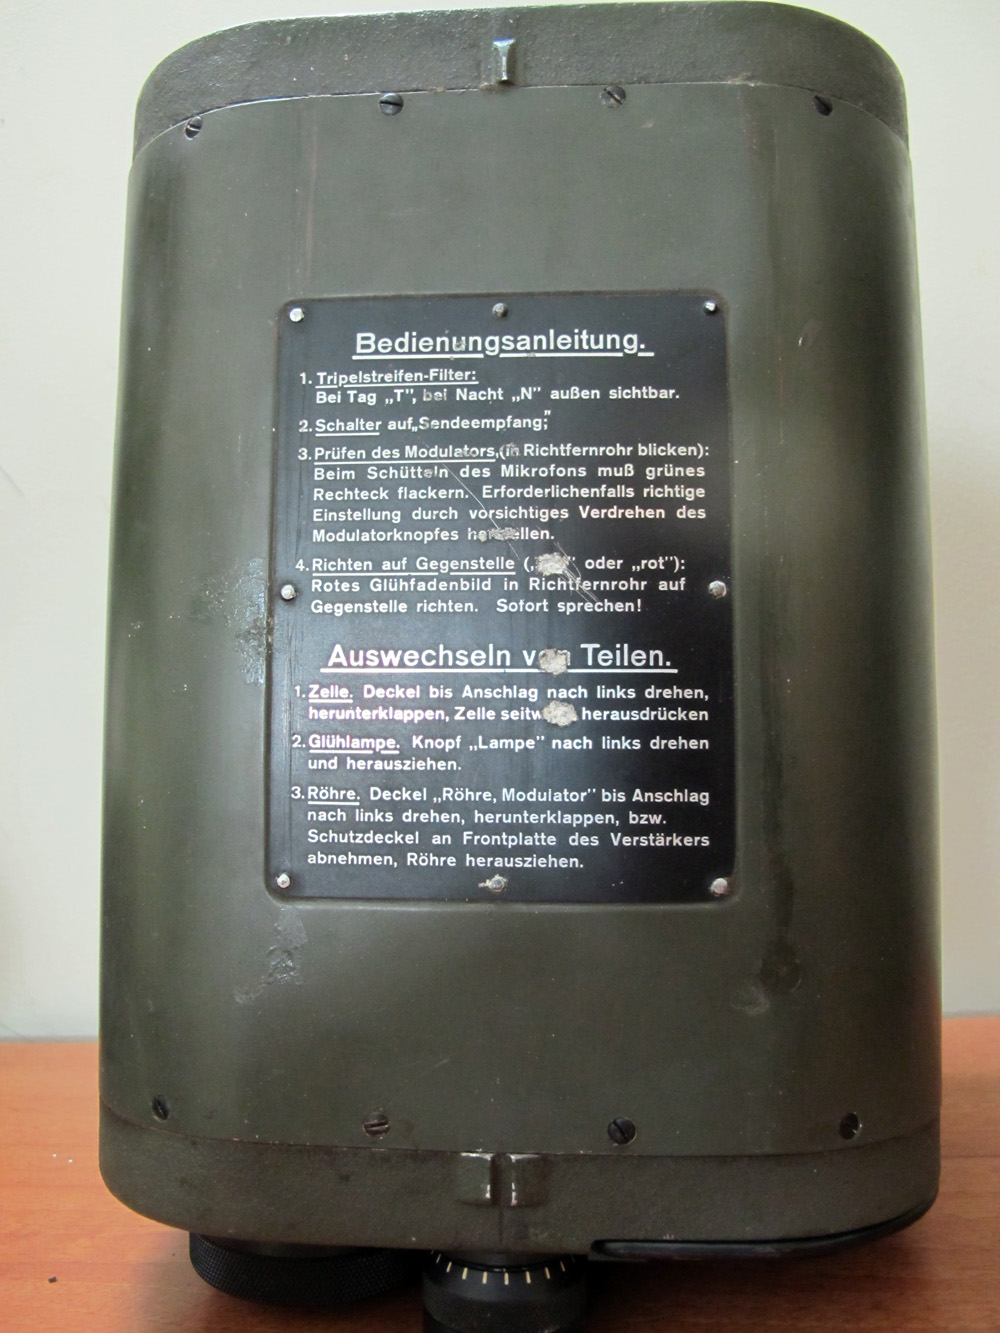 Bedienungsanleitung.
1. Tripelstreifen-Filter:
Bei Tag „T”, bei Nacht „N” außen sichtbar.
2. Schalter auf „Sendeempfang;”
3. Prüfen des Modulators, (in Richtfernrohr blicken):
Beim Schütteln des Mikrofons muß grünes
Rechteck flackern. Erforderlichenfalls richtige
Einstellung durch vorsichtiges Verdrehen des
Modulatorknopfes herstellen.
4. Richten auf Gegenstelle („ ” oder „rot”):
Rotes Glühfadenbild in Richtfernrohr auf
Gegenstelle richten. Sofort sprechen!
Auswechseln von Teilen.
1. Zelle. Deckel bis Anschlag nach links drehen,
herunterklappen, Zelle herausdrücken
2. Glühlampe. Knopf „Lampe” nach links drehen
und herausziehen.
3. Röhre. Deckel „Röhre, Modulator” bis Anschlag
nach links drehen, herunterklappen, bzw.
Schutzdeckel an Frontplatte des Verstärkers
abnehmen, Röhre herausziehen.